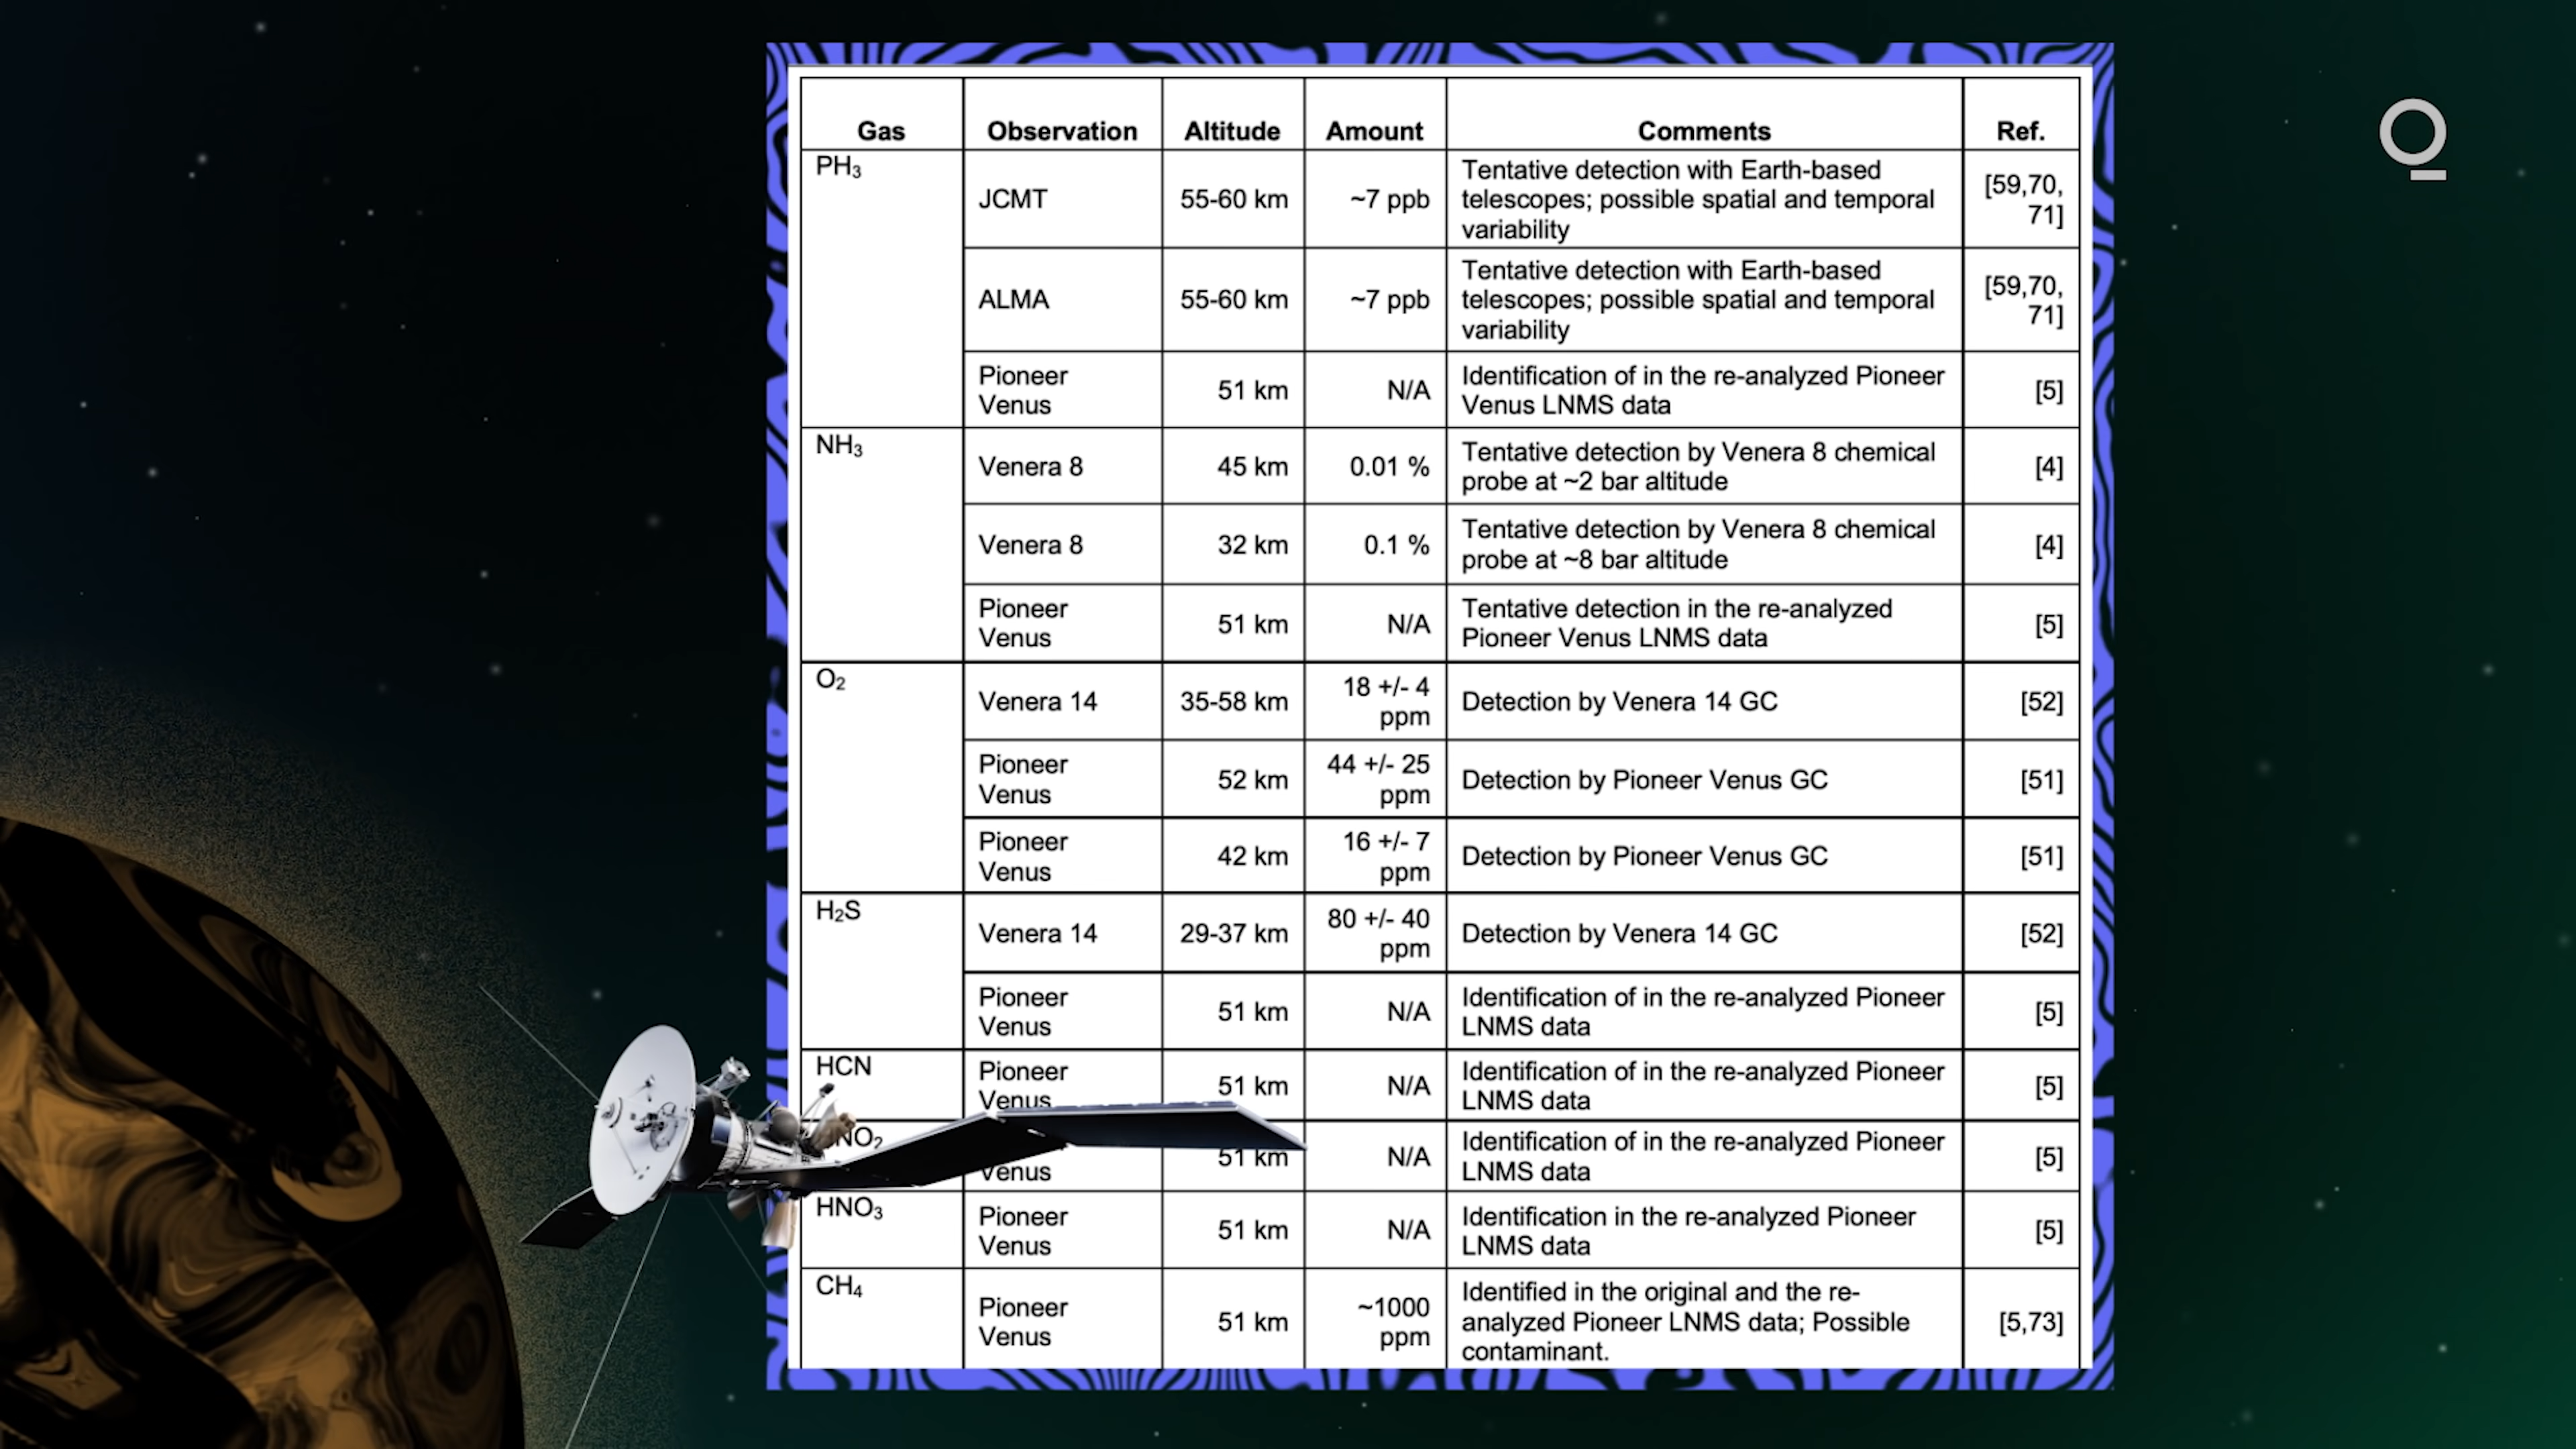 Gas Observation Altitude Amount Comments Ref.
PH₃
JCMT 55-60 km ~7 ppb
Tentative detection with Earth-based
telescopes; possible spatial and temporal
variability
[59,70,
71]
ALMA 55-60 km ~7 ppb
Tentative detection with Earth-based
telescopes; possible spatial and temporal
variability
[59,70,
71]
Pioneer
Venus
51 km N/A
Identification of in the re-analyzed Pioneer
Venus LNMS data
[5]
NH₃
Venera 8 45 km 0.01 %
Tentative detection by Venera 8 chemical
probe at ~2 bar altitude
[4]
Venera 8 32 km 0.1 %
Tentative detection by Venera 8 chemical
probe at ~8 bar altitude
[4]
Pioneer
Venus
51 km N/A
Tentative detection in the re-analyzed
Pioneer Venus LNMS data
[5]
O₂
Venera 14 35-58 km
18 +/- 4
ppm
Detection by Venera 14 GC [52]
Pioneer
Venus
52 km
44 +/- 25
ppm
Detection by Pioneer Venus GC [51]
Pioneer
Venus
42 km
16 +/- 7
ppm
Detection by Pioneer Venus GC [51]
H₂S
Venera 14 29-37 km
80 +/- 40
ppm
Detection by Venera 14 GC [52]
Pioneer
Venus
51 km N/A
Identification of in the re-analyzed Pioneer
LNMS data
[5]
HCN
Pioneer
Venus
51 km N/A
Identification of in the re-analyzed Pioneer
LNMS data
[5]
Venus
51 km N/A
Identification of in the re-analyzed Pioneer
LNMS data
[5]
HNO₃
Pioneer
Venus
51 km N/A
Identification in the re-analyzed Pioneer
LNMS data
[5]
CH₄
Pioneer
Venus
51 km
~1000
ppm
Identified in the original and the re-
analyzed Pioneer LNMS data; Possible
contaminant.
[5,73]